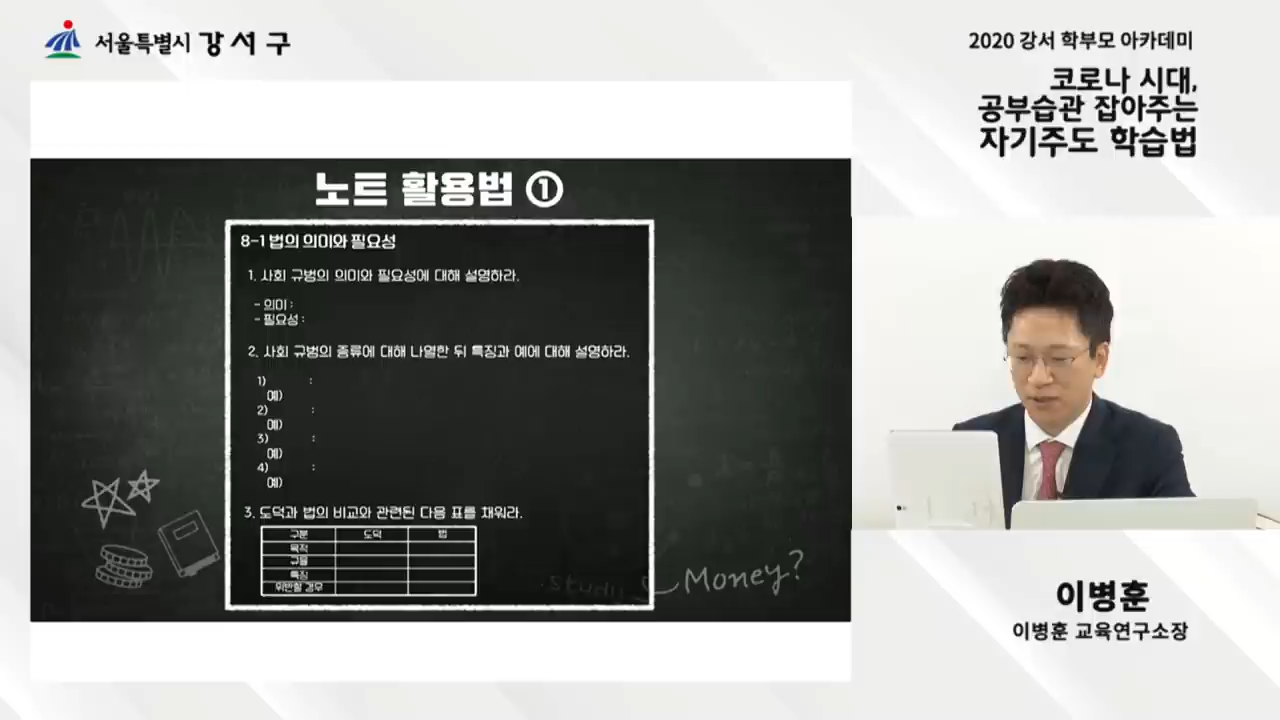 서울특별시 강서구
2020 강서 학부모 아카데미
코로나 시대,
공부습관 잡아주는
자기주도 학습법
노트 활용법 ①
8-1 법의 의미와 필요성
1. 사회 규범의 의미와 필요성에 대해 설명하라.
- 의미 :
- 필요성 :
2. 사회 규범의 종류에 대해 나열한 뒤 특징과 예에 대해 설명하라.
1) :
예)
2) :
예)
3) :
예)
4) :
예)
3. 도덕과 법의 비교와 관련된 다음 표를 채워라.
구분 도덕 법
목적
규율
특징
위반할 경우
study & Money?
이병훈
이병훈 교육연구소장